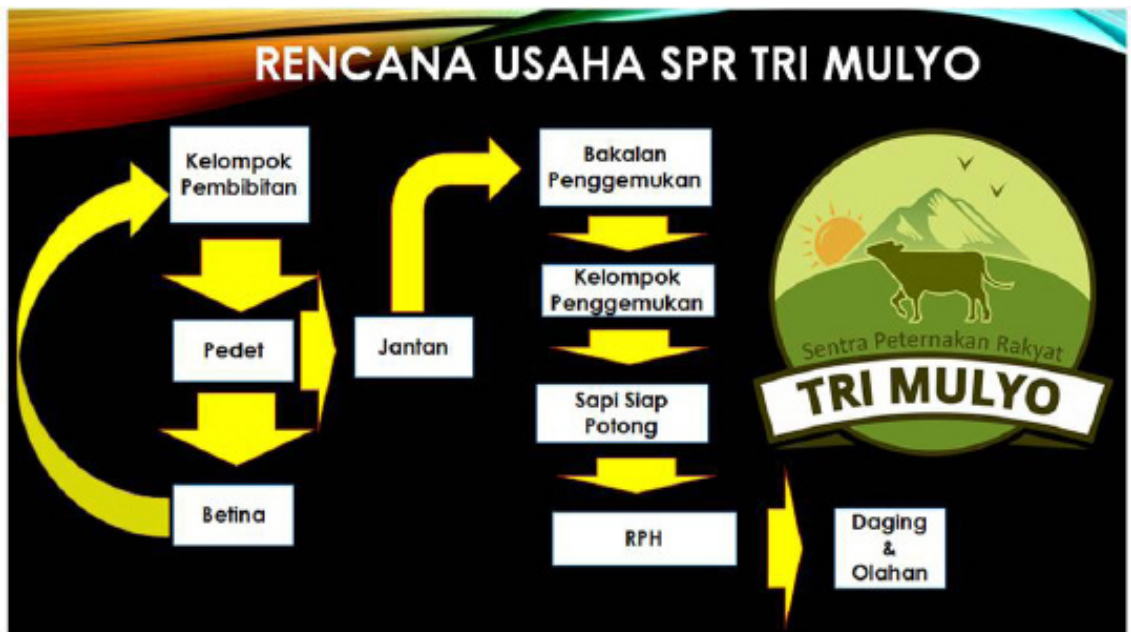 RENCANA USAHA SPR TRI MULYO
Kelompok
Pembibitan
Pedet
Betina
Jantan
Bakalan
Penggemukan
Kelompok
Penggemukan
Sapi Siap
Potong
RPH
Daging
&
Olahan
Sentra Peternakan Rakyat
TRI MULYO